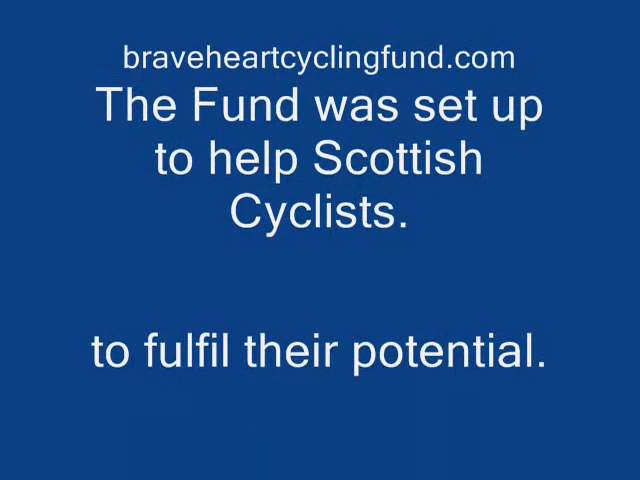 braveheartcyclingfund.com
The Fund was set up
to help Scottish
Cyclists.
to fulfil their potential.